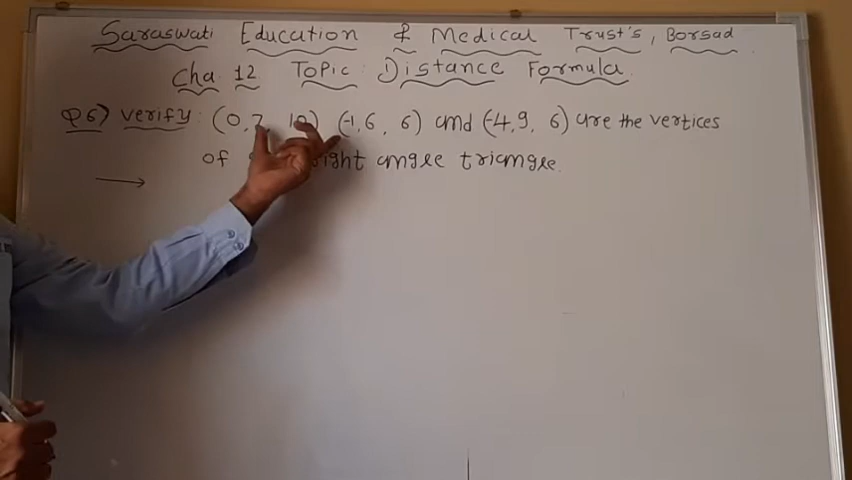 Saraswati Education & Medical Trust's, Borsad
Cha 12 Topic : Distance Formula.
Q6) Verify : (0,7, 10) (-1,6, 6) and (-4,9, 6) are the vertices
of right angle triangle.